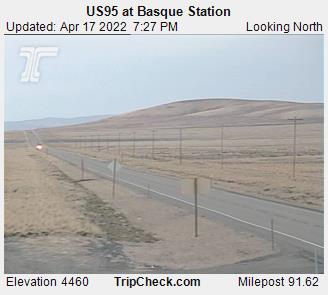 US95 at Basque Station
Updated: Apr 17 2022 7:27 PM Looking North
Elevation 4460 TripCheck.com Milepost 91.62